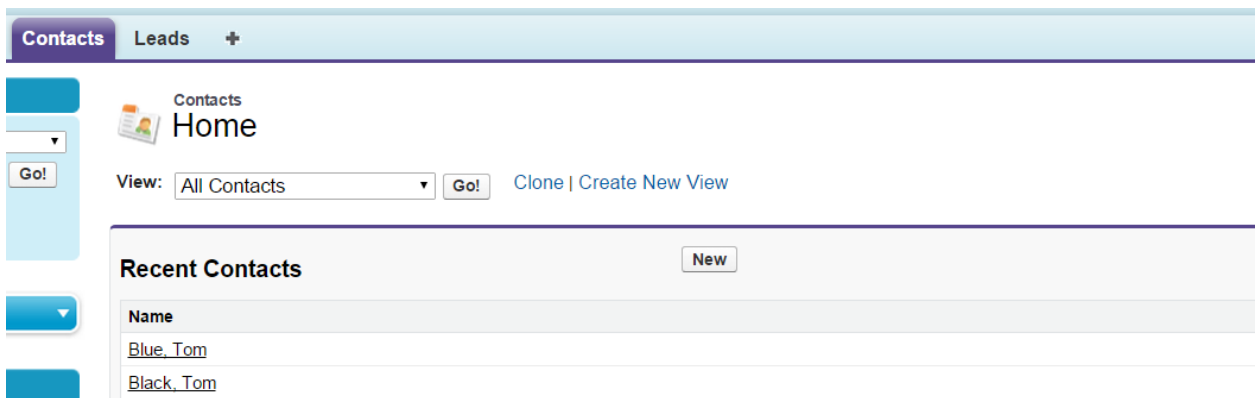 Contacts Leads +
Contacts
Home
Go!
View: All Contacts Go! Clone | Create New View
Recent Contacts New
Name
Blue, Tom
Black, Tom